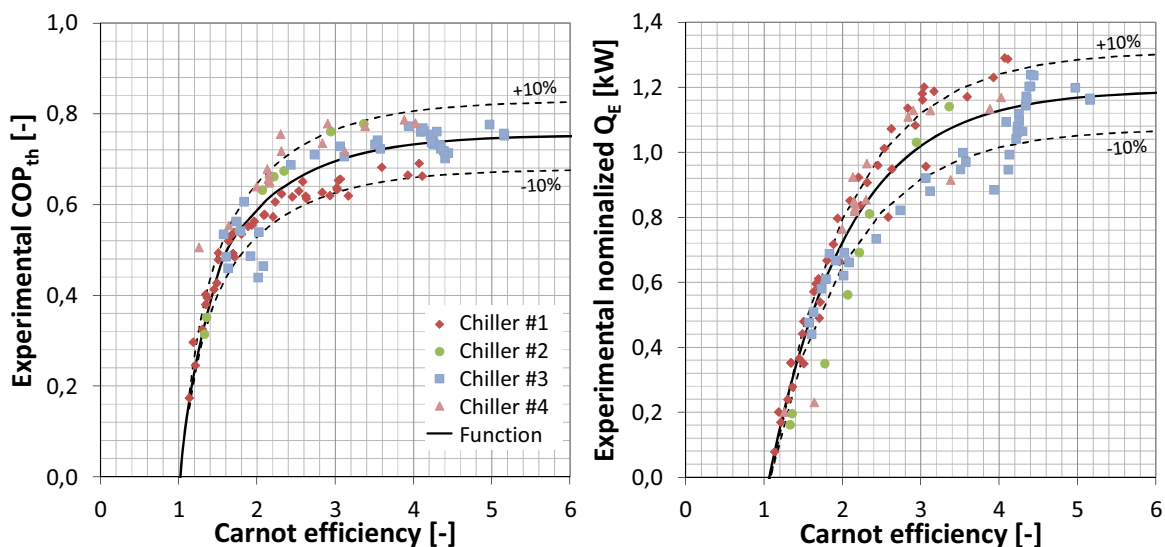 Experimental COPth [-]
1,0
0,8
0,6
0,4
0,2
0,0
0 1 2 3 4 5 6
Carnot efficiency [-]
+10%
-10%
Chiller #1
Chiller #2
Chiller #3
Chiller #4
Function
Experimental nominalized QE [kW]
1,4
1,2
1,0
0,8
0,6
0,4
0,2
0,0
0 1 2 3 4 5 6
Carnot efficiency [-]
+10%
-10%